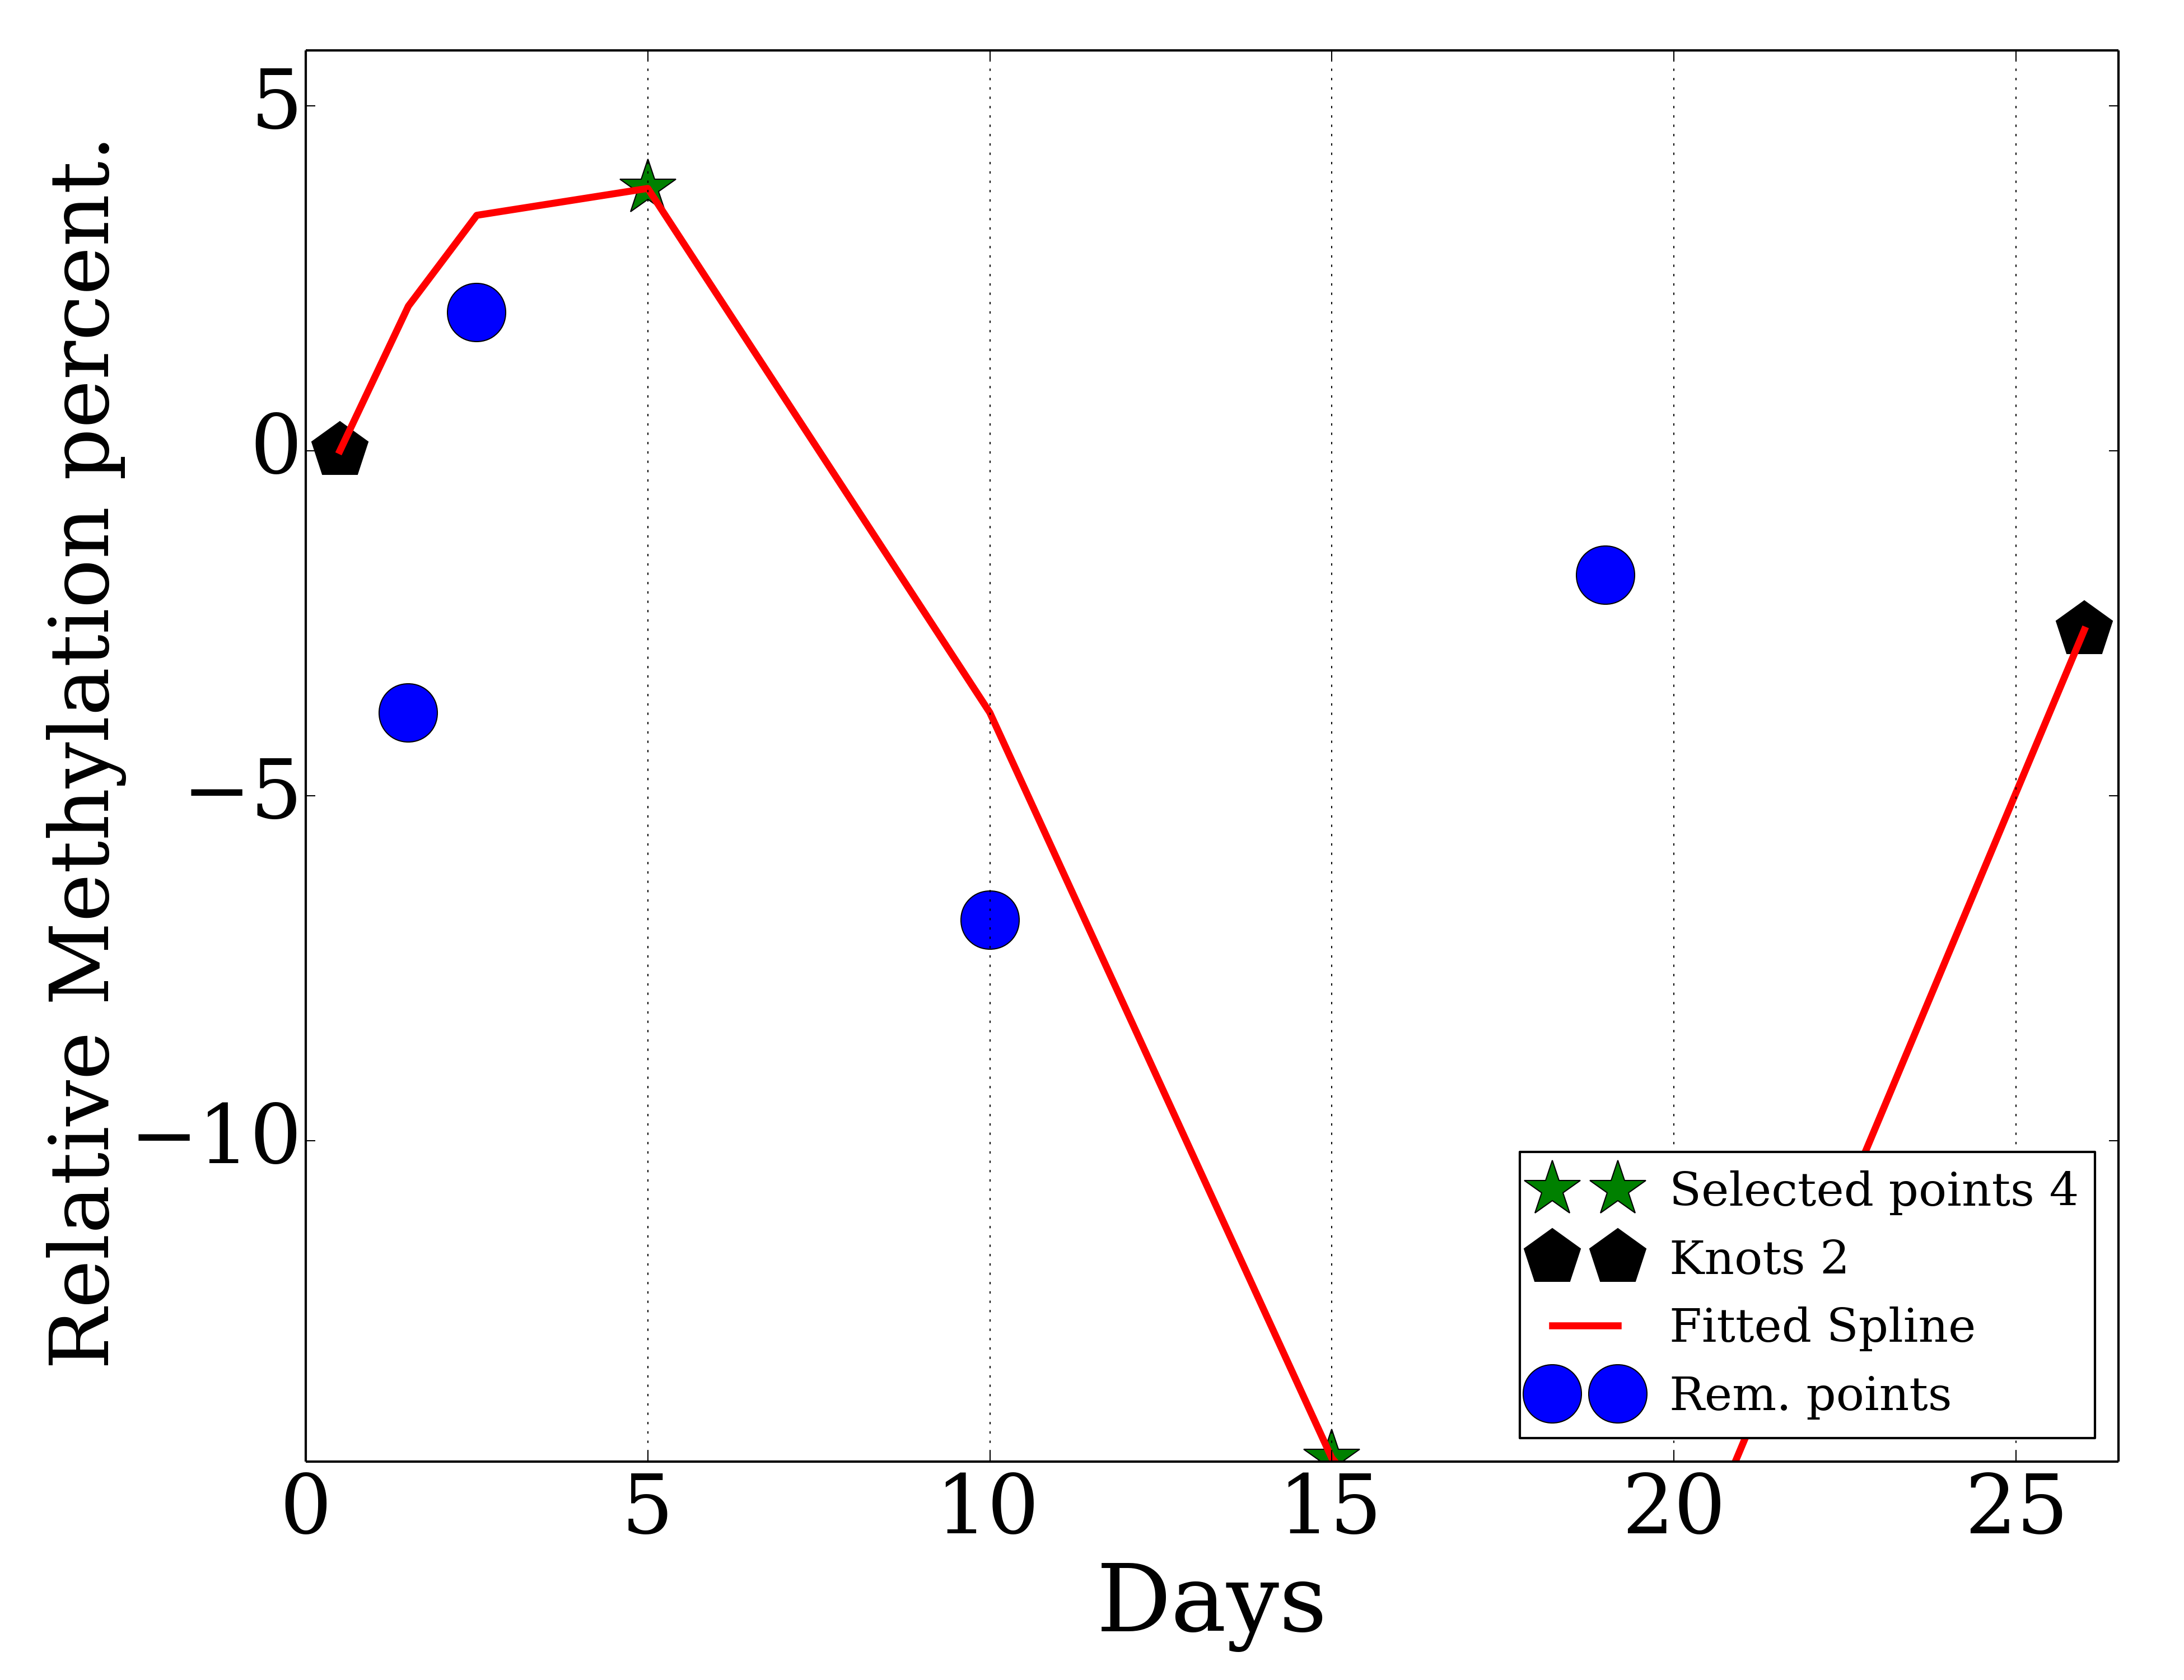 Relative Methylation percent.
5
0
−5
−10
0 5 10 15 20 25
Days
Selected points 4
Knots 2
Fitted Spline
Rem. points